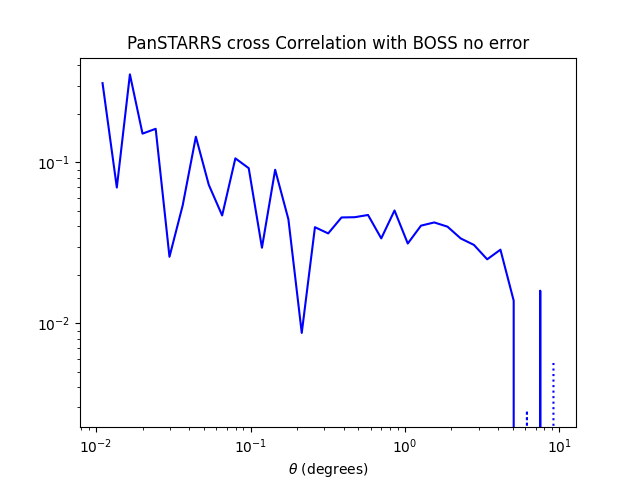 PanSTARRS cross Correlation with BOSS no error
10⁻¹
10⁻²
10⁻² 10⁻¹ 10⁰ 10¹
θ (degrees)